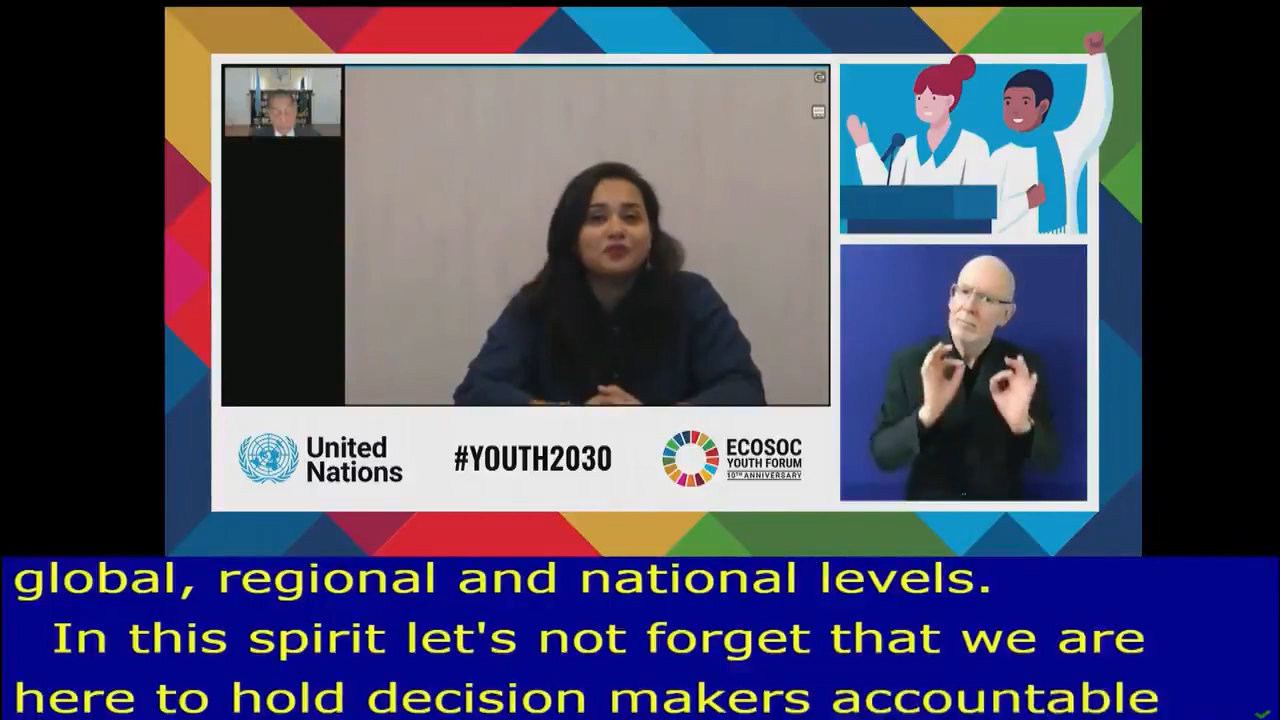 United
Nations
#YOUTH2030
ECOSOC
YOUTH FORUM
10TH ANNIVERSARY
global, regional and national levels.
In this spirit let's not forget that we are
here to hold decision makers accountable